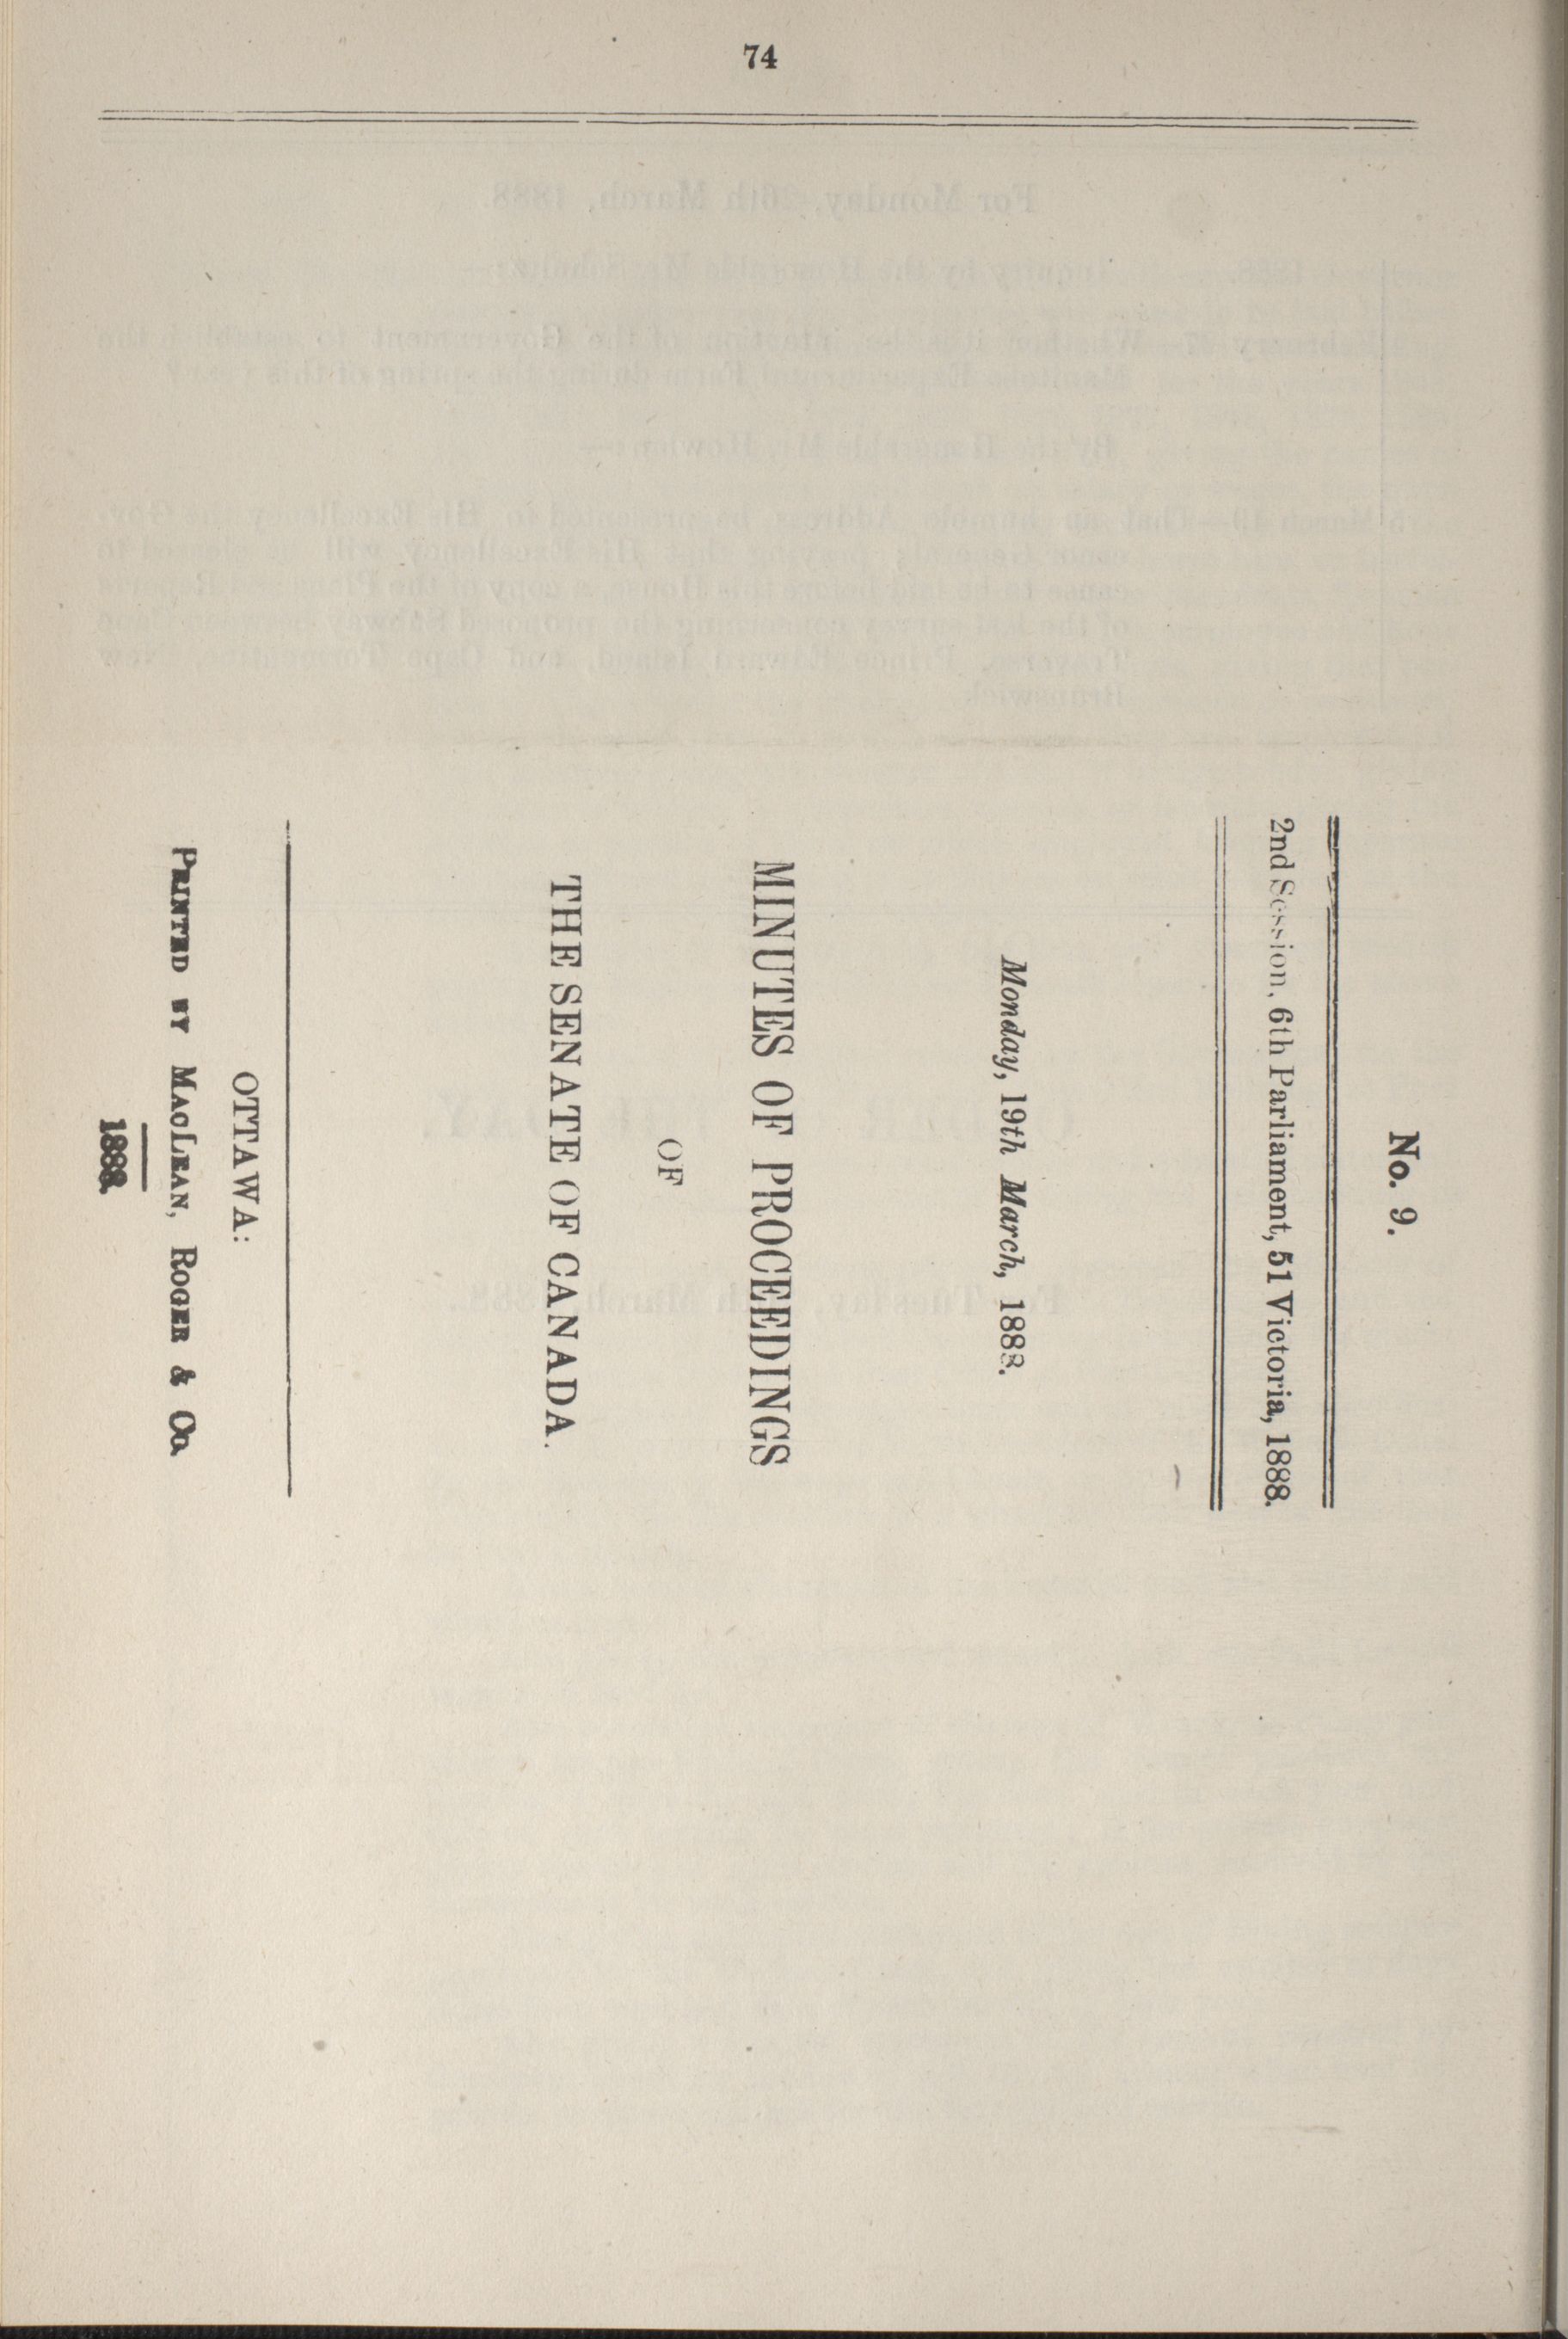 74
No. 9.
2nd Session, 6th Parliament, 51 Victoria, 1888.
Monday, 19th March, 1888.
MINUTES OF PROCEEDINGS
OF
THE SENATE OF CANADA.
OTTAWA:
PRINTED BY MACLEAN, ROGER & Co.
1888.